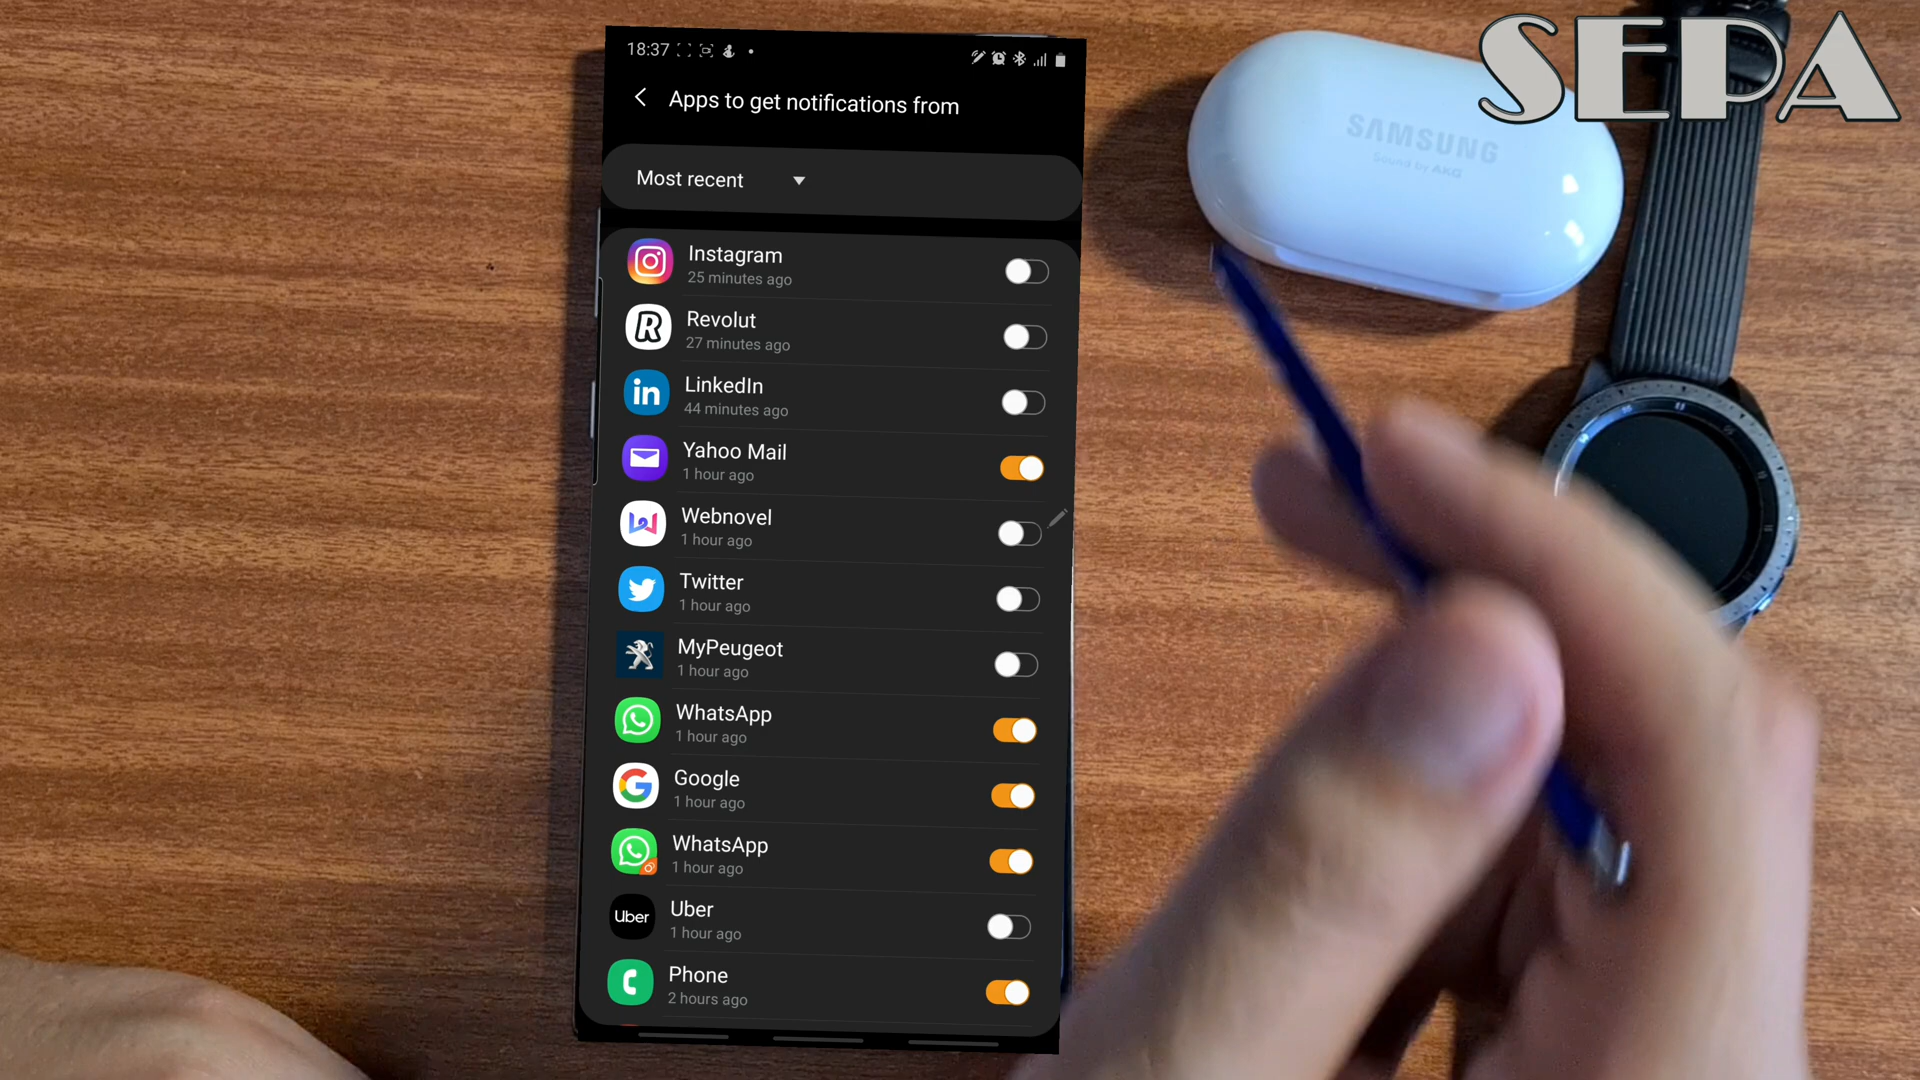 SEPA
SAMSUNG
Sound by AKG
18:37
Apps to get notifications from
Most recent
Instagram
25 minutes ago
Revolut
27 minutes ago
LinkedIn
44 minutes ago
Yahoo Mail
1 hour ago
Webnovel
1 hour ago
Twitter
1 hour ago
MyPeugeot
1 hour ago
WhatsApp
1 hour ago
Google
1 hour ago
WhatsApp
1 hour ago
Uber
Uber
1 hour ago
Phone
2 hours ago